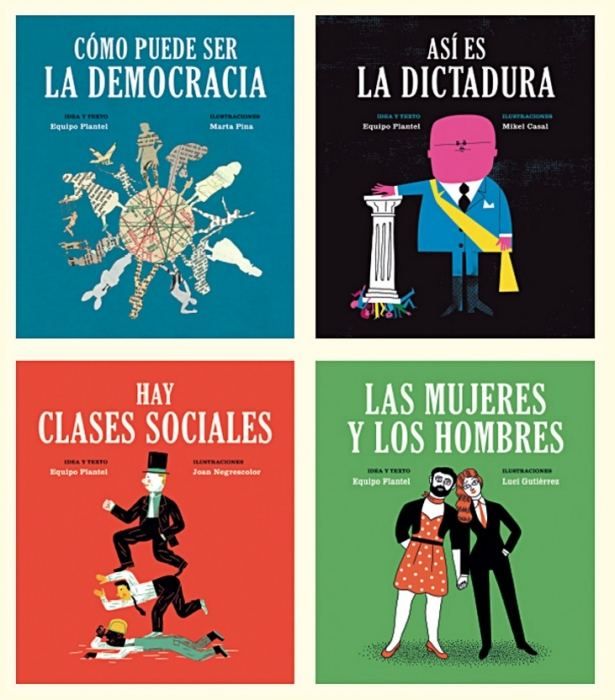 CÓMO PUEDE SER
LA DEMOCRACIA
IDEA Y TEXTO
Equipo Plantel
ILUSTRACIONES
Marta Pina
ASÍ ES
LA DICTADURA
IDEA Y TEXTO
Equipo Plantel
ILUSTRACIONES
Mikel Casal
HAY
CLASES SOCIALES
IDEA Y TEXTO
Equipo Plantel
ILUSTRACIONES
Joan Negrescolor
LAS MUJERES
Y LOS HOMBRES
IDEA Y TEXTO
Equipo Plantel
ILUSTRACIONES
Luci Gutiérrez